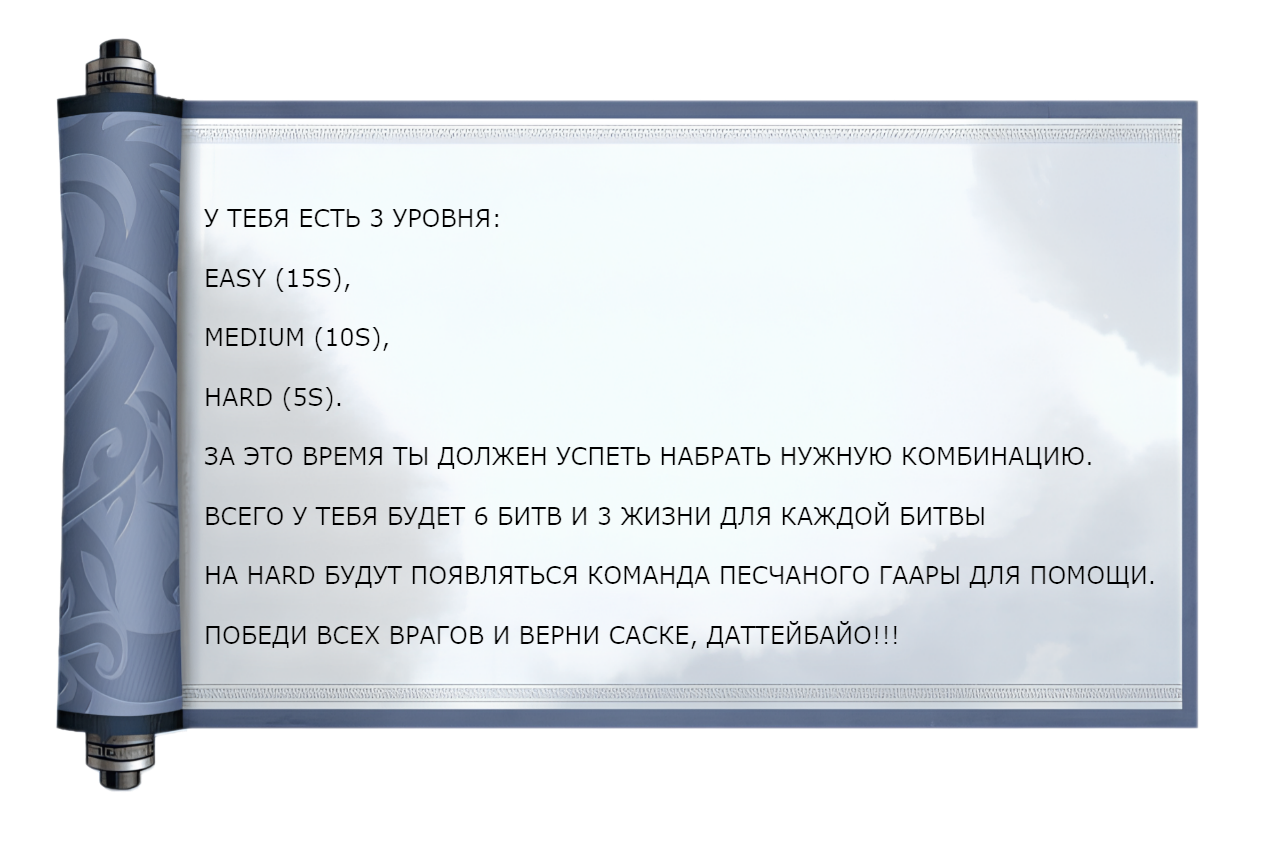 У ТЕБЯ ЕСТЬ 3 УРОВНЯ:
EASY (15S),
MEDIUM (10S),
HARD (5S).
ЗА ЭТО ВРЕМЯ ТЫ ДОЛЖЕН УСПЕТЬ НАБРАТЬ НУЖНУЮ КОМБИНАЦИЮ.
ВСЕГО У ТЕБЯ БУДЕТ 6 БИТВ И 3 ЖИЗНИ ДЛЯ КАЖДОЙ БИТВЫ
НА HARD БУДУТ ПОЯВЛЯТЬСЯ КОМАНДА ПЕСЧАНОГО ГААРЫ ДЛЯ ПОМОЩИ.
ПОБЕДИ ВСЕХ ВРАГОВ И ВЕРНИ САСКЕ, ДАТТЕЙБАЙО!!!